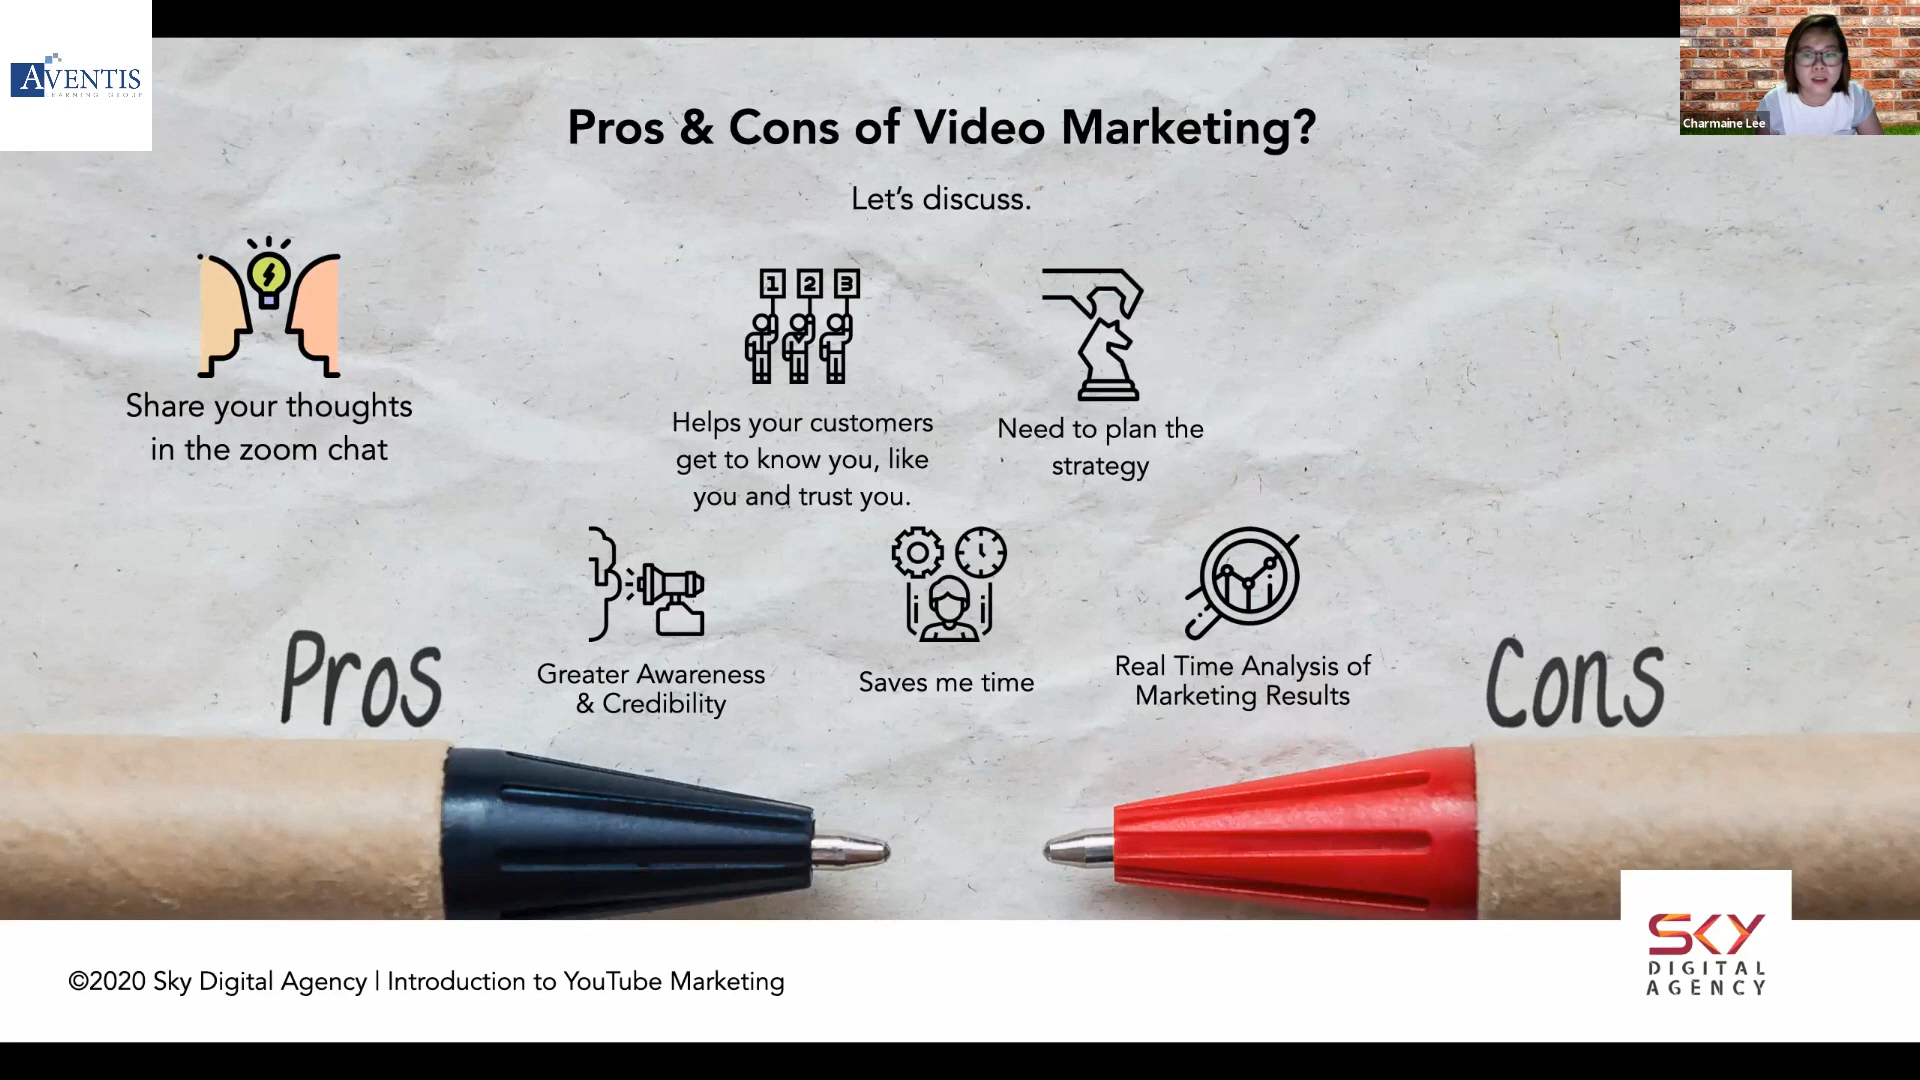 AVENTIS
LEARNING GROUP
Charmaine Lee
Pros & Cons of Video Marketing?
Let's discuss.
Share your thoughts
in the zoom chat
1 2 3
Helps your customers
get to know you, like
you and trust you.
Need to plan the
strategy
Greater Awareness
& Credibility
Saves me time
Real Time Analysis of
Marketing Results
Pros
Cons
©2020 Sky Digital Agency | Introduction to YouTube Marketing
SKY
DIGITAL
AGENCY